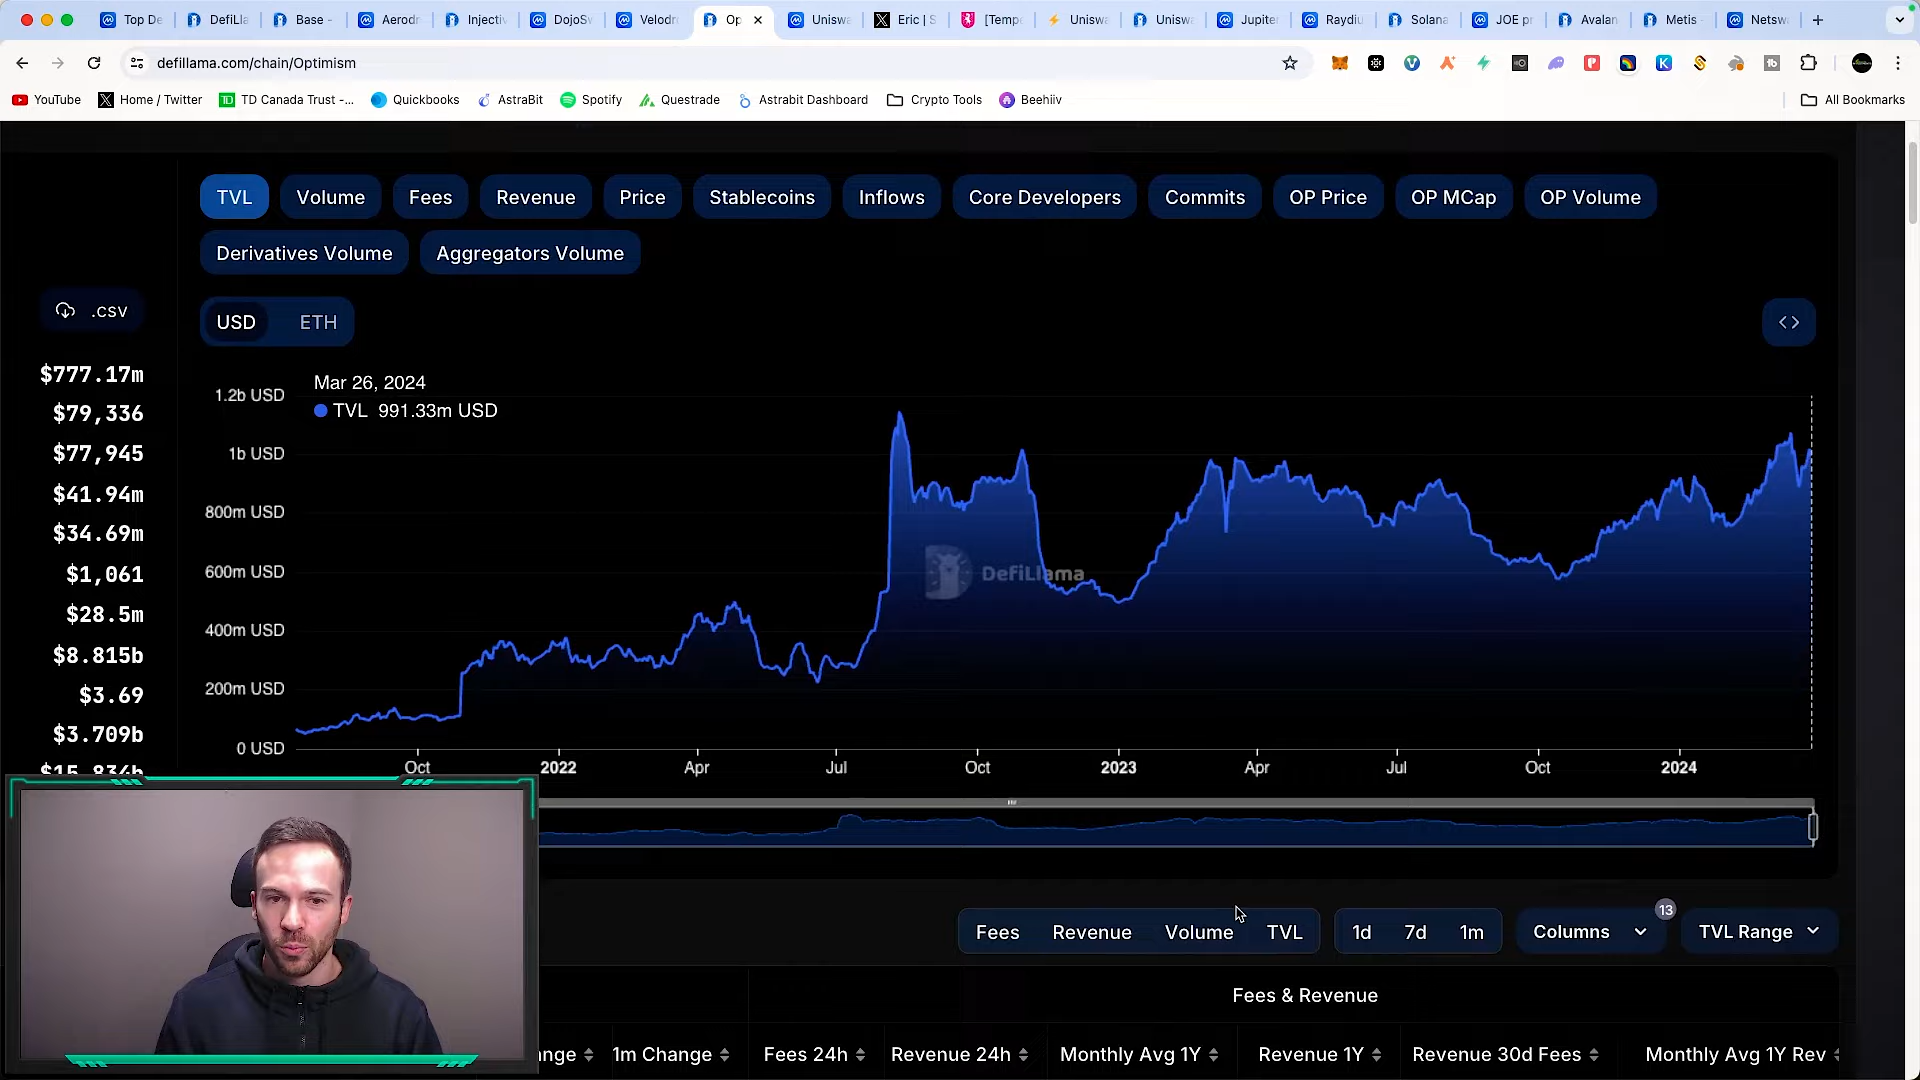 Top De
DefiLla
Base -
Aerodr
Injectiv
DojoSw
Velodr
Op
Uniswa
Eric | S
[Temp
Uniswa
Uniswa
Jupiter
Raydiu
Solana
JOE pr
Avalan
Metis -
Netswa
defillama.com/chain/Optimism
YouTube
Home / Twitter
TD Canada Trust -...
Quickbooks
AstraBit
Spotify
Questrade
Astrabit Dashboard
Crypto Tools
Beehiiv
All Bookmarks
TVL
Volume
Fees
Revenue
Price
Stablecoins
Inflows
Core Developers
Commits
OP Price
OP MCap
OP Volume
Derivatives Volume
Aggregators Volume
.csv
USD
ETH
$777.17m
$79,336
$77,945
$41.94m
$34.69m
$1,061
$28.5m
$8.815b
$3.69
$3.709b
$15.834b
Mar 26, 2024
TVL 991.33m USD
1.2b USD
1b USD
800m USD
600m USD
400m USD
200m USD
0 USD
DefiLlama
Oct
2022
Apr
Jul
Oct
2023
Apr
Jul
Oct
2024
Fees
Revenue
Volume
TVL
1d
7d
1m
Columns
13
TVL Range
Fees & Revenue
ange
1m Change
Fees 24h
Revenue 24h
Monthly Avg 1Y
Revenue 1Y
Revenue 30d Fees
Monthly Avg 1Y Rev